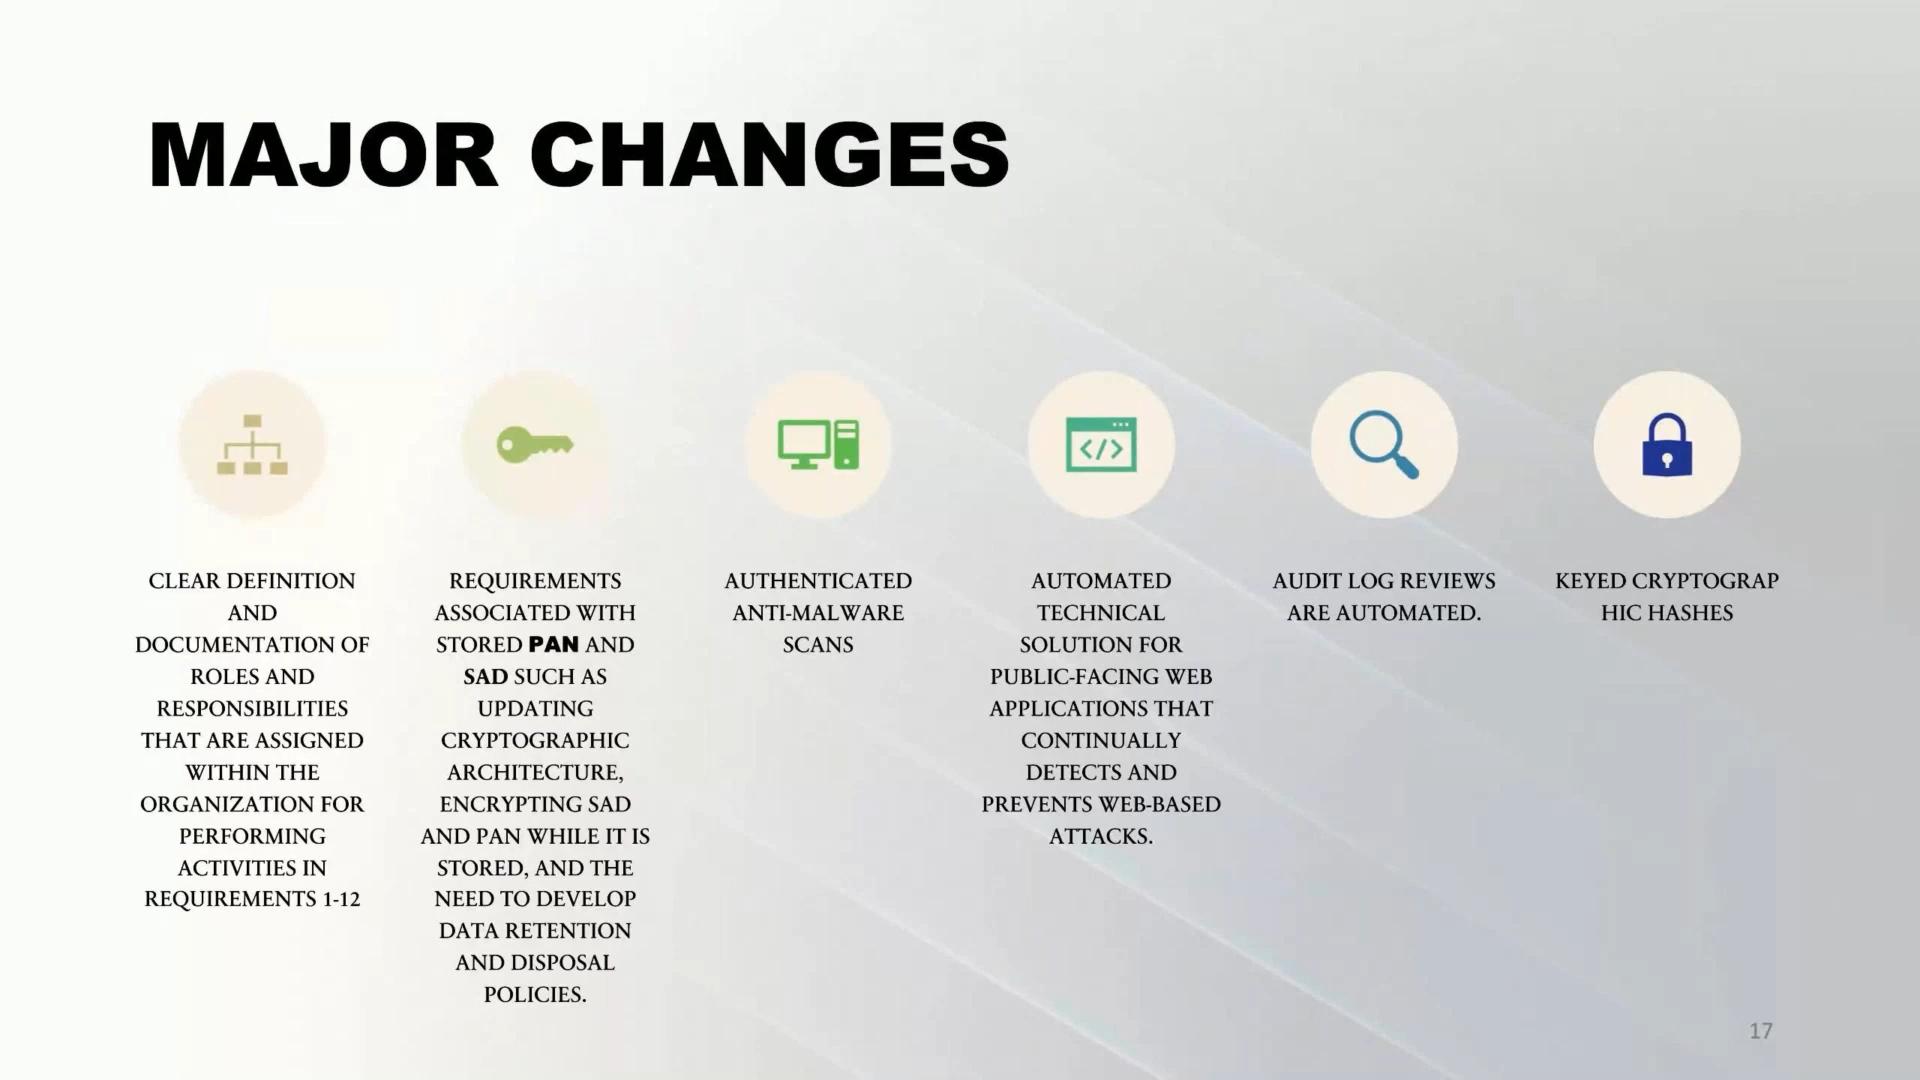 MAJOR CHANGES
CLEAR DEFINITION
AND
DOCUMENTATION OF
ROLES AND
RESPONSIBILITIES
THAT ARE ASSIGNED
WITHIN THE
ORGANIZATION FOR
PERFORMING
ACTIVITIES IN
REQUIREMENTS 1-12
REQUIREMENTS
ASSOCIATED WITH
STORED PAN AND
SAD SUCH AS
UPDATING
CRYPTOGRAPHIC
ARCHITECTURE,
ENCRYPTING SAD
AND PAN WHILE IT IS
STORED, AND THE
NEED TO DEVELOP
DATA RETENTION
AND DISPOSAL
POLICIES.
AUTHENTICATED
ANTI-MALWARE
SCANS
AUTOMATED
TECHNICAL
SOLUTION FOR
PUBLIC-FACING WEB
APPLICATIONS THAT
CONTINUALLY
DETECTS AND
PREVENTS WEB-BASED
ATTACKS.
AUDIT LOG REVIEWS
ARE AUTOMATED.
KEYED CRYPTOGRAP
HIC HASHES
17